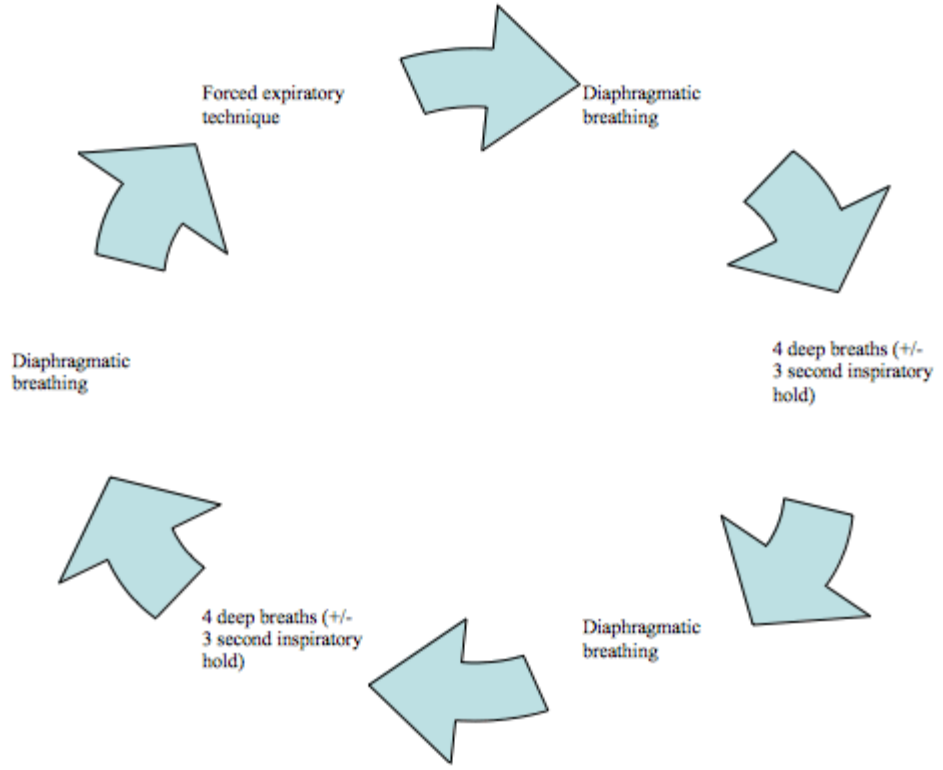 Forced expiratory
technique
Diaphragmatic
breathing
4 deep breaths (+/-
3 second inspiratory
hold)
Diaphragmatic
breathing
4 deep breaths (+/-
3 second inspiratory
hold)
Diaphragmatic
breathing